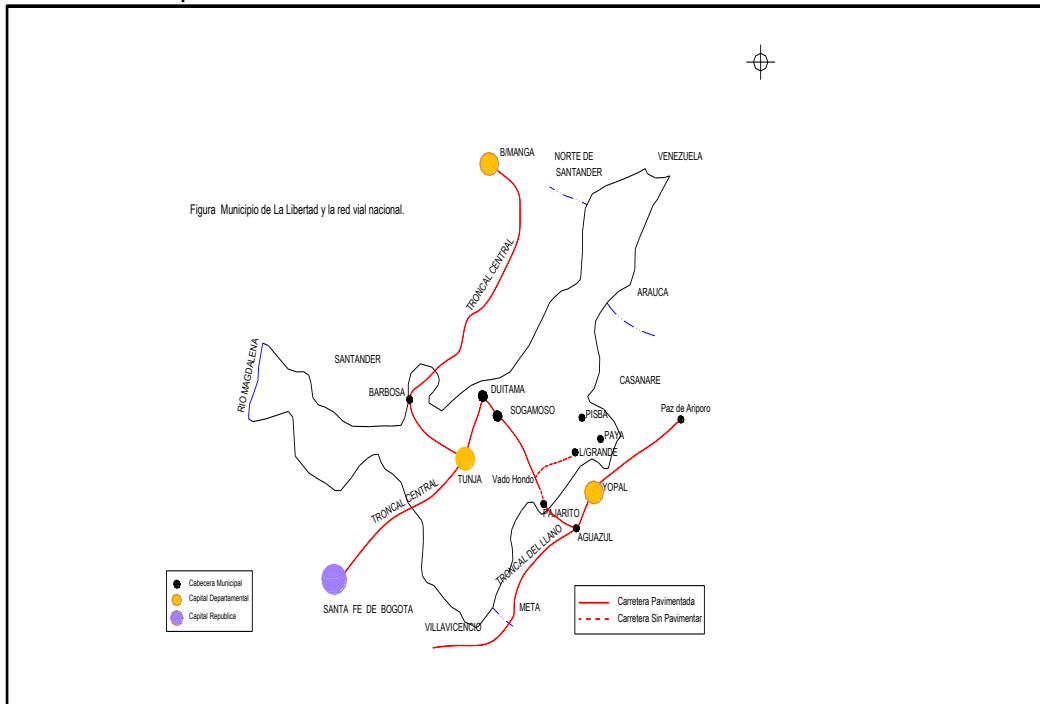 B/MANGA
NORTE DE
SANTANDER
VENEZUELA
Figura Municipio de La Libertad y la red vial nacional.
TRONCAL CENTRAL
ARAUCA
RIO MAGDALENA
SANTANDER
CASANARE
BARBOSA
DUITAMA
SOGAMOSO
Paz de Ariporo
PISBA
PAYA
L/GRANDE
TUNJA
Vado Hondo
YOPAL
TRONCAL CENTRAL
PAJARITO
AGUAZUL
TRONCAL DEL LLANO
Cabecera Municipal
Capital Departamental
Capital Republica
SANTA FE DE BOGOTA
META
VILLAVICENCIO
Carretera Pavimentada
Carretera Sin Pavimentar